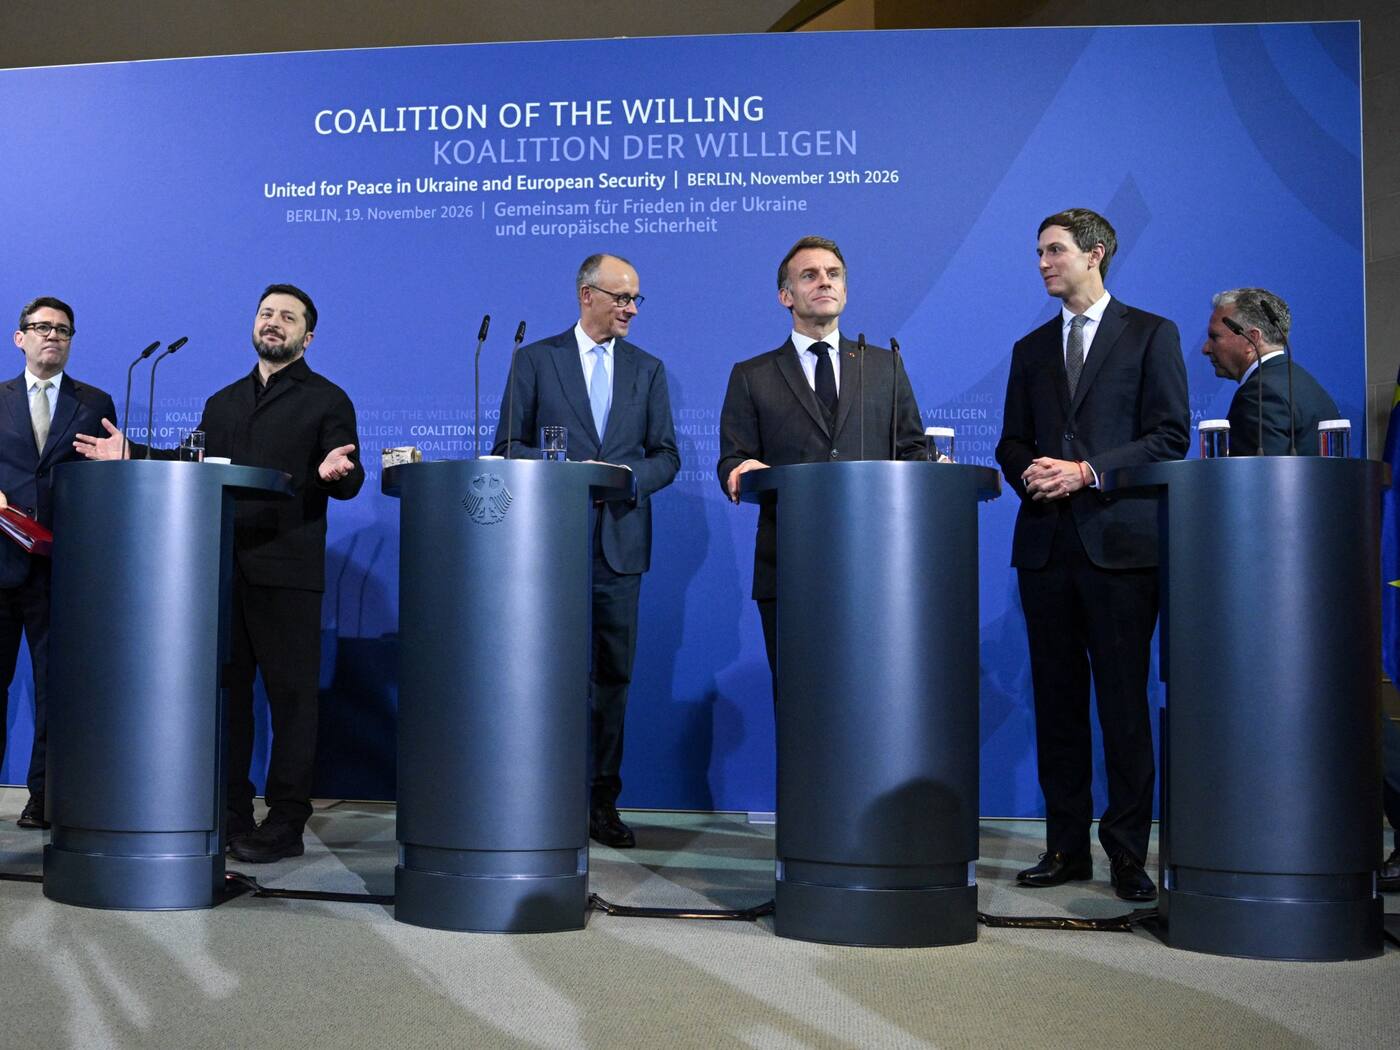 COALITION OF THE WILLING
KOALITION DER WILLIGEN
United for Peace in Ukraine and European Security | BERLIN, November 19th 2026
BERLIN, 19. November 2026 | Gemeinsam für Frieden in der Ukraine
und europäische Sicherheit